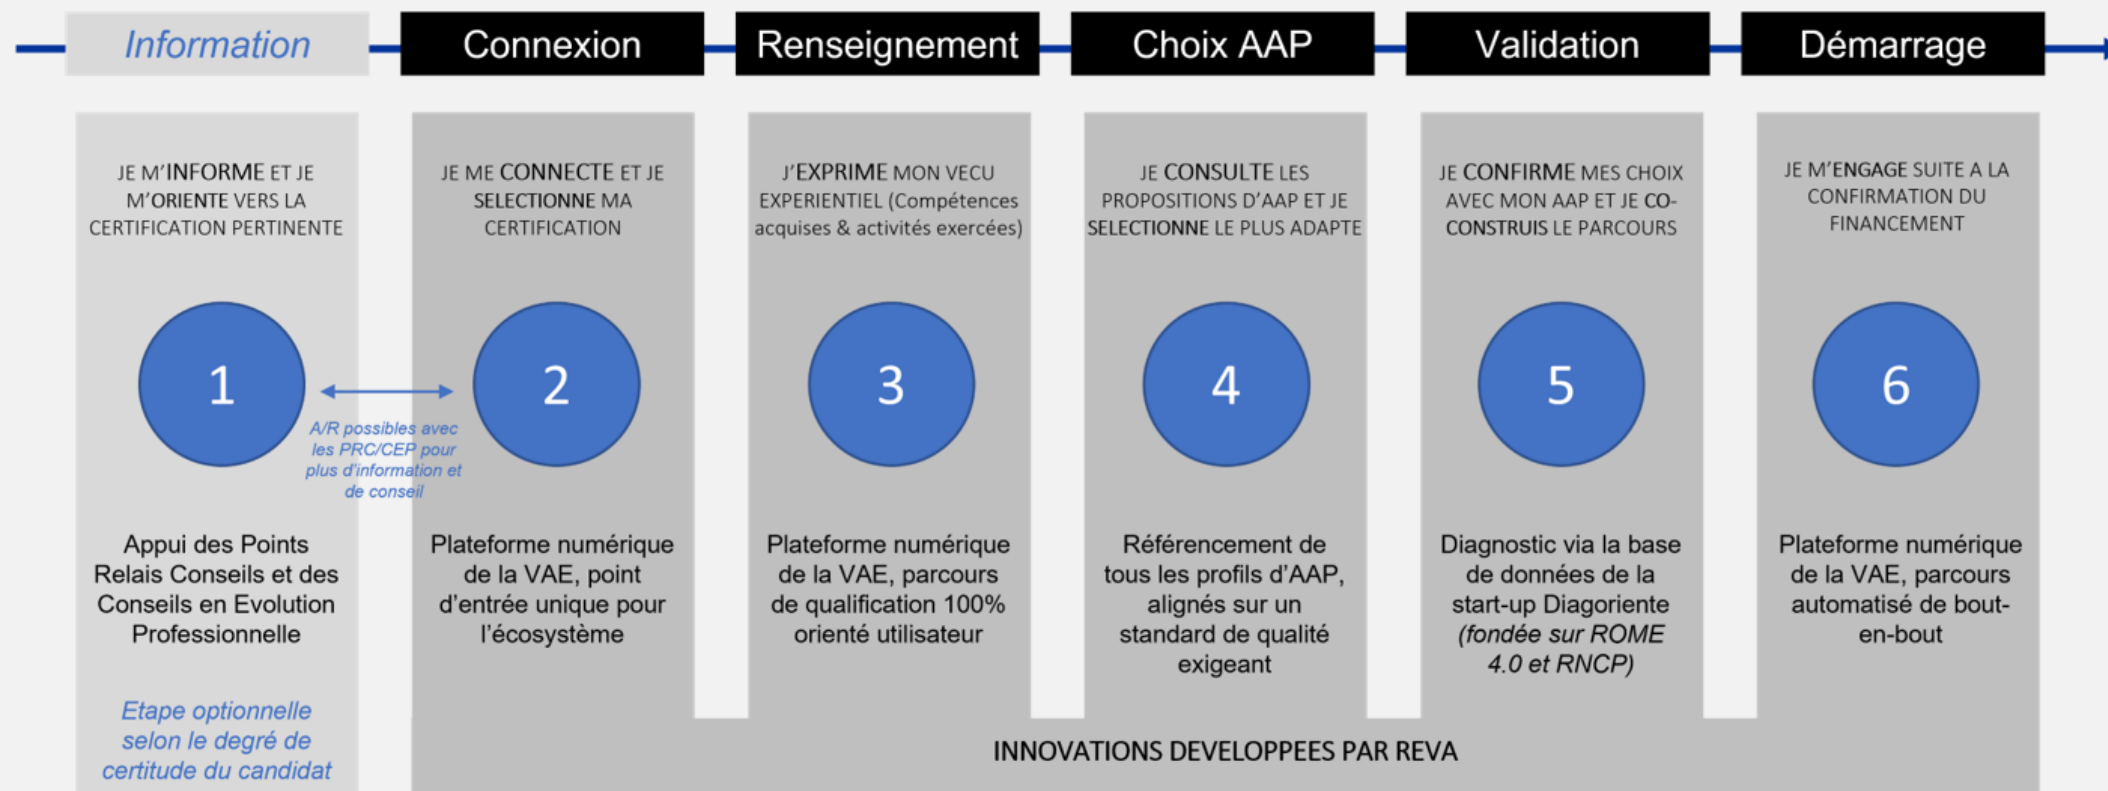 Information
Connexion
Renseignement
Choix AAP
Validation
Démarrage
JE M'INFORME ET JE
M'ORIENTE VERS LA
CERTIFICATION PERTINENTE
1
Appui des Points
Relais Conseils et des
Conseils en Evolution
Professionnelle
Etape optionnelle
selon le degré de
certitude du candidat
A/R possibles avec
les PRC/CEP pour
plus d'information et
de conseil
JE ME CONNECTE ET JE
SELECTIONNE MA
CERTIFICATION
2
Plateforme numérique
de la VAE, point
d'entrée unique pour
l'écosystème
J'EXPRIME MON VECU
EXPERIENTIEL (Compétences
acquises & activités exercées)
3
Plateforme numérique
de la VAE, parcours
de qualification 100%
orienté utilisateur
JE CONSULTE LES
PROPOSITIONS D'AAP ET JE
SELECTIONNE LE PLUS ADAPTE
4
Référencement de
tous les profils d'AAP,
alignés sur un
standard de qualité
exigeant
JE CONFIRME MES CHOIX
AVEC MON AAP ET JE CO-
CONSTRUIS LE PARCOURS
5
Diagnostic via la base
de données de la
start-up Diagoriente
(fondée sur ROME
4.0 et RNCP)
JE M'ENGAGE SUITE A LA
CONFIRMATION DU
FINANCEMENT
6
Plateforme numérique
de la VAE, parcours
automatisé de bout-
en-bout
INNOVATIONS DEVELOPPEES PAR REVA